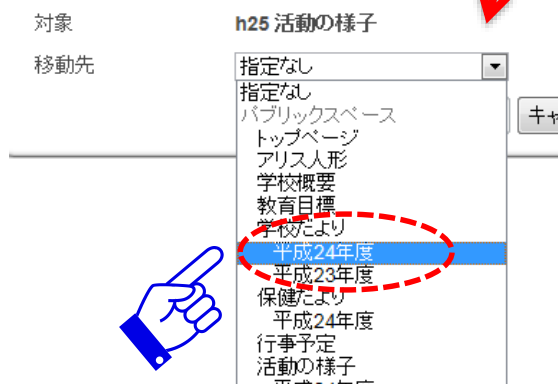 対象 h25 活動の様子
移動先 指定なし
指定なし
パブリックスペース
トップページ
アリス人形
学校概要
教育目標
学校だより
平成24年度
平成23年度
保健だより
平成24年度
行事予定
活動の様子
キャ